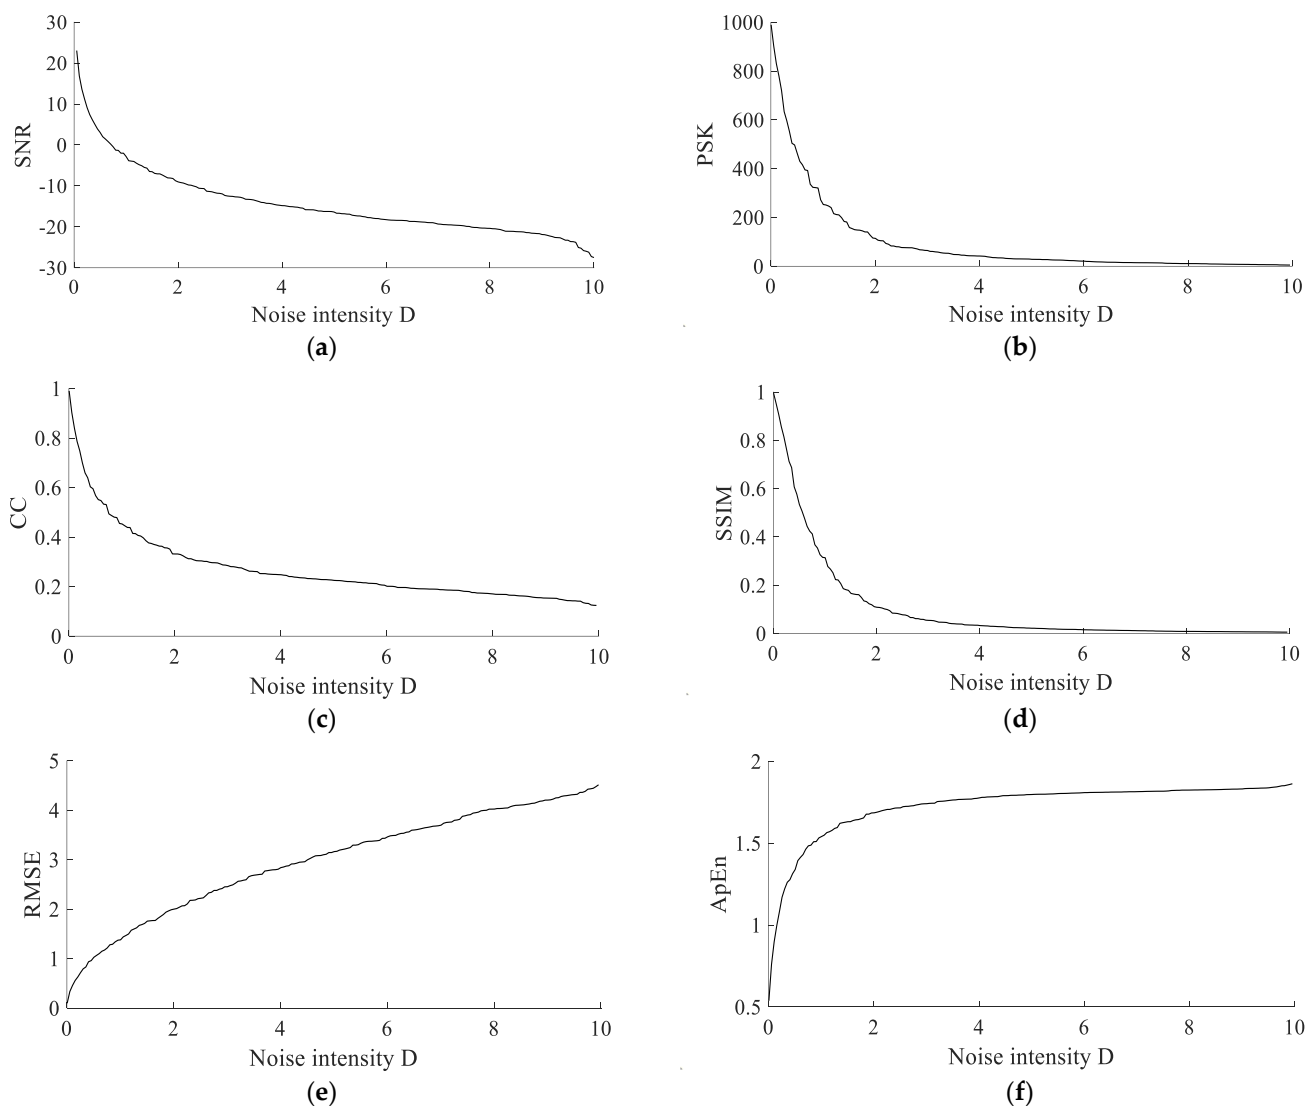 30
20
10
0
-10
-20
-30
SNR
0 2 4 6 8 10
Noise intensity D
(a)
1000
800
600
400
200
0
PSK
0 2 4 6 8 10
Noise intensity D
(b)
1
0.8
0.6
0.4
0.2
0
CC
0 2 4 6 8 10
Noise intensity D
(c)
1
0.8
0.6
0.4
0.2
0
SSIM
0 2 4 6 8 10
Noise intensity D
(d)
5
4
3
2
1
0
RMSE
0 2 4 6 8 10
Noise intensity D
(e)
2
1.5
1
0.5
ApEn
0 2 4 6 8 10
Noise intensity D
(f)